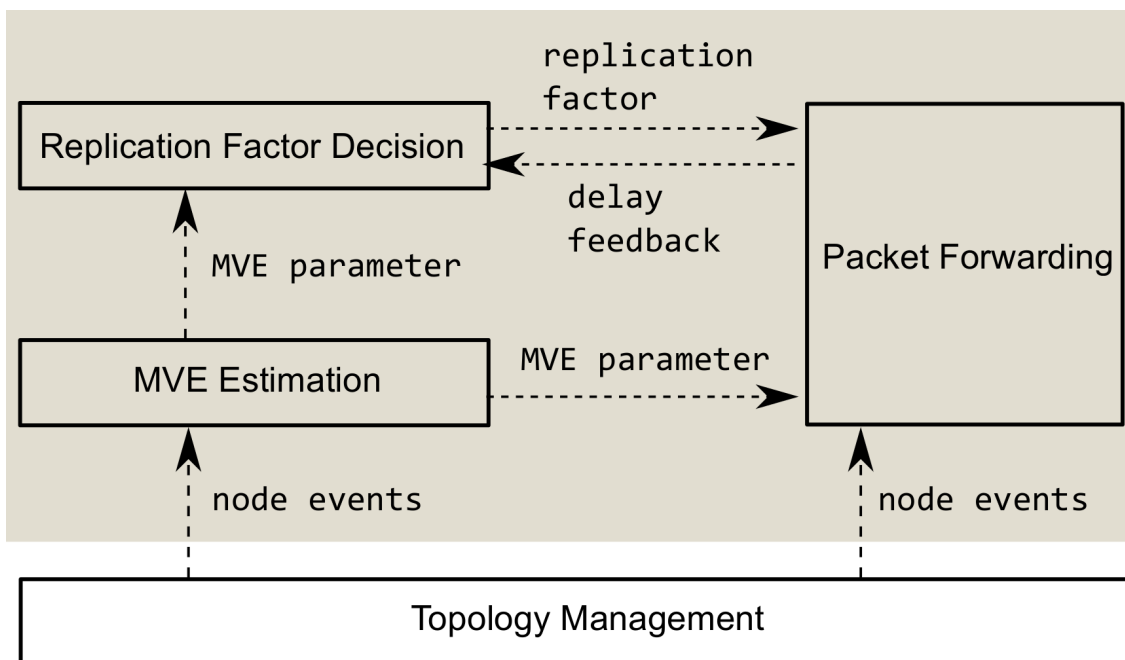 replication
factor
Replication Factor Decision
delay
feedback
Packet Forwarding
MVE parameter
MVE parameter
MVE Estimation
node events
node events
Topology Management